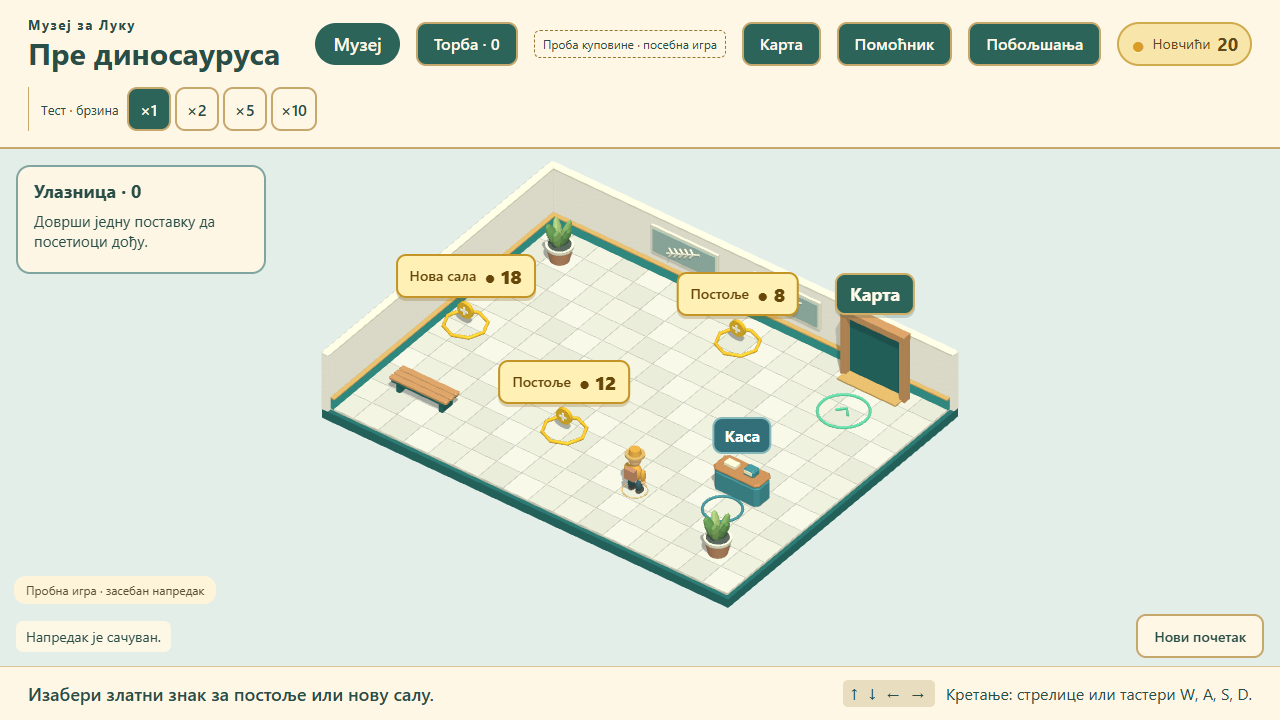 Музеј за Луку
Пре диносауруса
Музеј
Торба · 0
Проба куповине · посебна игра
Карта
Помоћник
Побољшања
Новчићи 20
Тест · брзина
×1
×2
×5
×10
Улазница · 0
Доврши једну поставку да
посетиоци дођу.
Нова сала 18
Постоље 8
Карта
Постоље 12
Каса
Пробна игра · засебан напредак
Напредак је сачуван.
Нови почетак
Изабери златни знак за постоље или нову салу.
↑ ↓ ← → Кретање: стрелице или тастери W, A, S, D.